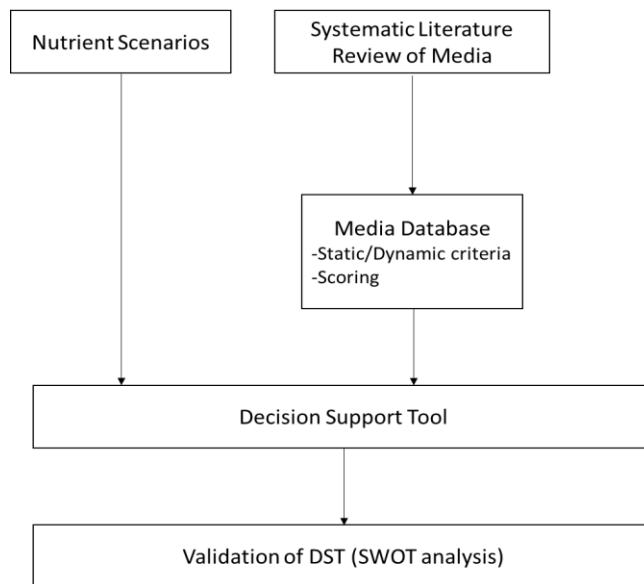 Nutrient Scenarios
Systematic Literature
Review of Media
Media Database
-Static/Dynamic criteria
-Scoring
Decision Support Tool
Validation of DST (SWOT analysis)